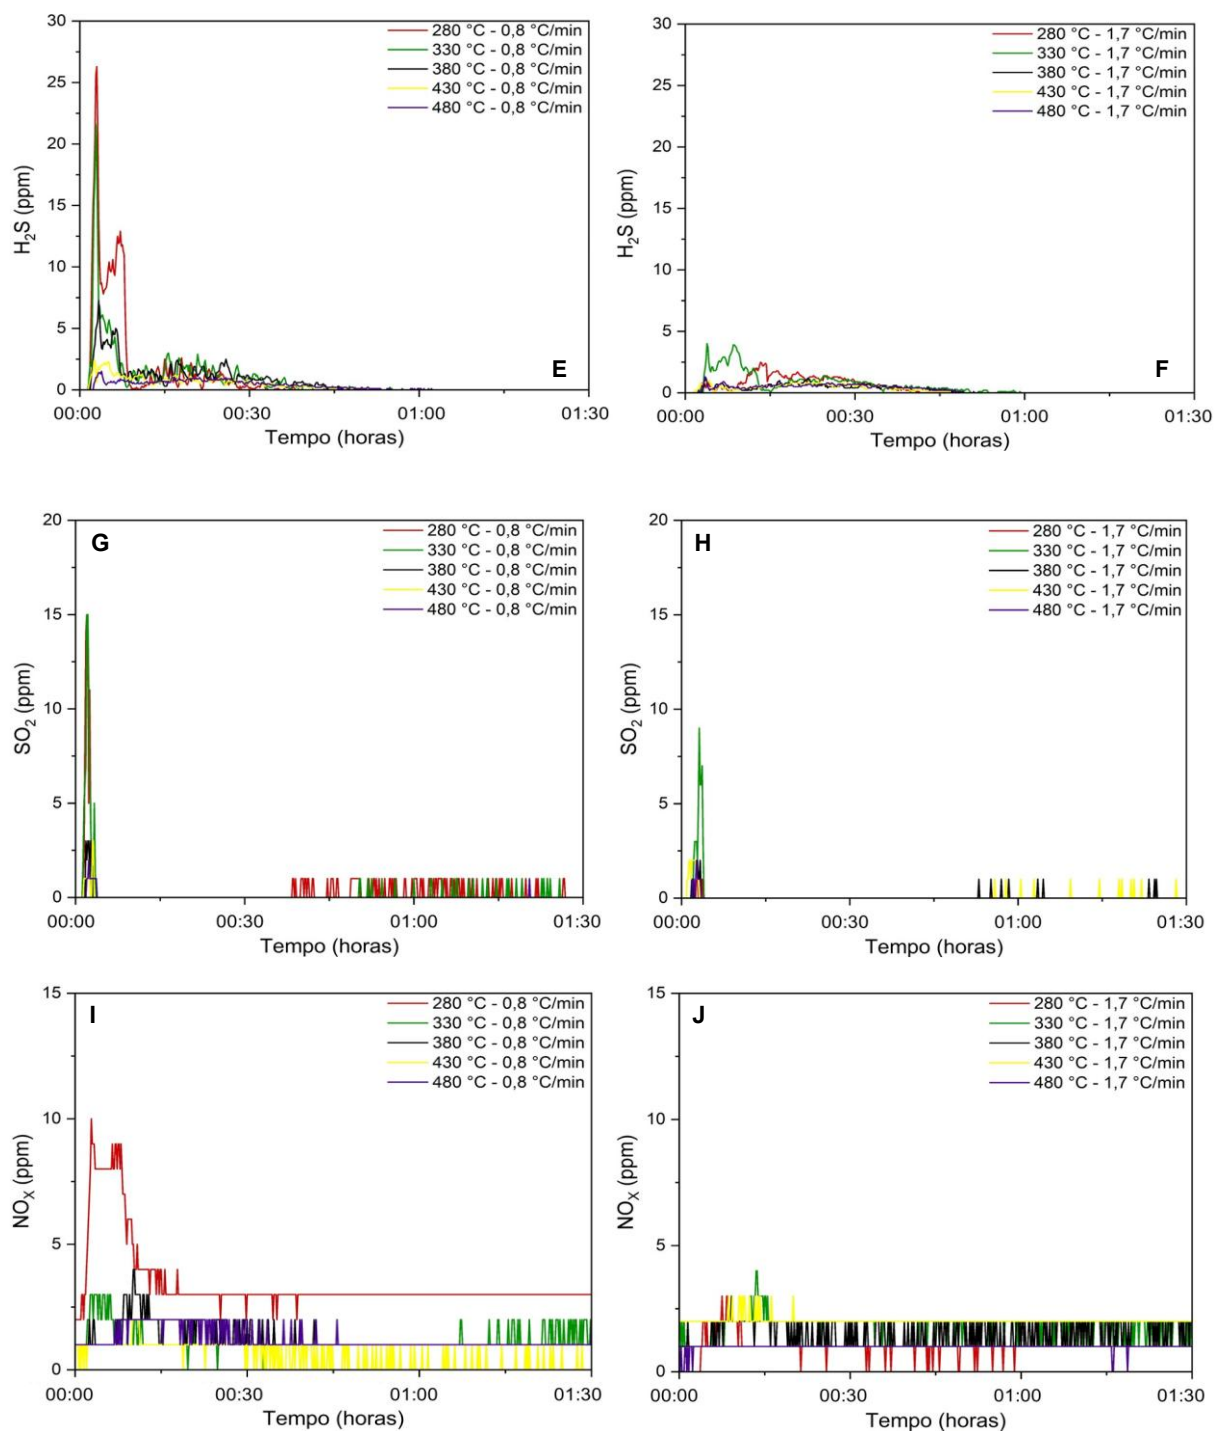 30
25
20
15
10
5
0
H2S (ppm)
280 °C - 0,8 °C/min
330 °C - 0,8 °C/min
380 °C - 0,8 °C/min
430 °C - 0,8 °C/min
480 °C - 0,8 °C/min
E
00:00 00:30 01:00 01:30
Tempo (horas)
30
25
20
15
10
5
0
H2S (ppm)
280 °C - 1,7 °C/min
330 °C - 1,7 °C/min
380 °C - 1,7 °C/min
430 °C - 1,7 °C/min
480 °C - 1,7 °C/min
F
00:00 00:30 01:00 01:30
Tempo (horas)
20
15
10
5
0
SO2 (ppm)
G
280 °C - 0,8 °C/min
330 °C - 0,8 °C/min
380 °C - 0,8 °C/min
430 °C - 0,8 °C/min
480 °C - 0,8 °C/min
00:00 00:30 01:00 01:30
Tempo (horas)
20
15
10
5
0
SO2 (ppm)
H
280 °C - 1,7 °C/min
330 °C - 1,7 °C/min
380 °C - 1,7 °C/min
430 °C - 1,7 °C/min
480 °C - 1,7 °C/min
00:00 00:30 01:00 01:30
Tempo (horas)
15
10
5
0
NOX (ppm)
I
280 °C - 0,8 °C/min
330 °C - 0,8 °C/min
380 °C - 0,8 °C/min
430 °C - 0,8 °C/min
480 °C - 0,8 °C/min
00:00 00:30 01:00 01:30
Tempo (horas)
15
10
5
0
NOX (ppm)
J
280 °C - 1,7 °C/min
330 °C - 1,7 °C/min
380 °C - 1,7 °C/min
430 °C - 1,7 °C/min
480 °C - 1,7 °C/min
00:00 00:30 01:00 01:30
Tempo (horas)